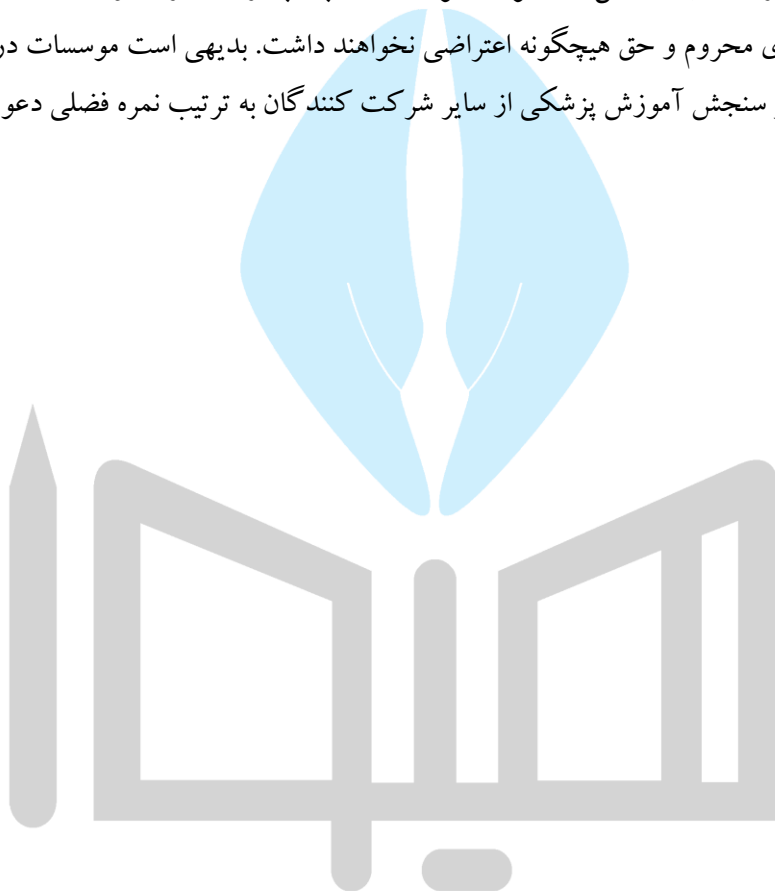 ی محروم و حق هیچگونه اعتراضی نخواهند داشت. بدیهی است موسسات در
سنجش آموزش پزشکی از سایر شرکت کنندگان به ترتیب نمره فضلی دعو